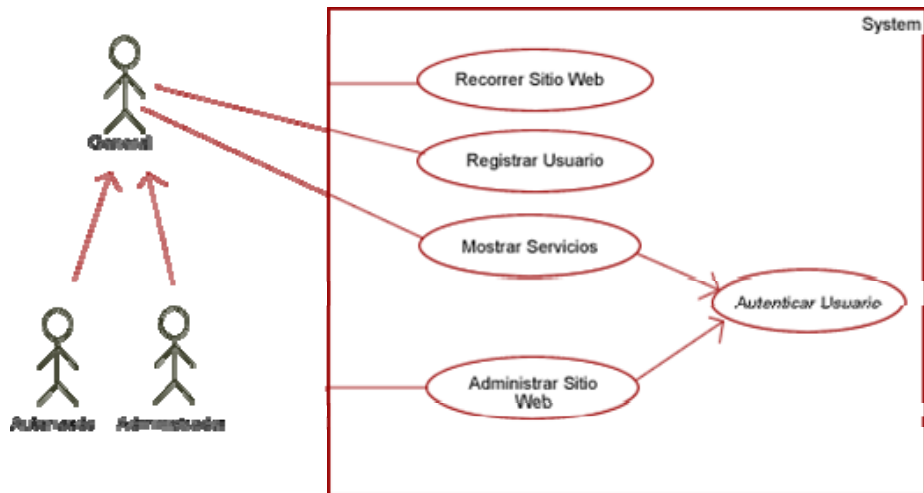 System
Recorrer Sitio Web
General
Registrar Usuario
Mostrar Servicios
Autenticar Usuario
Administrar Sitio
Web